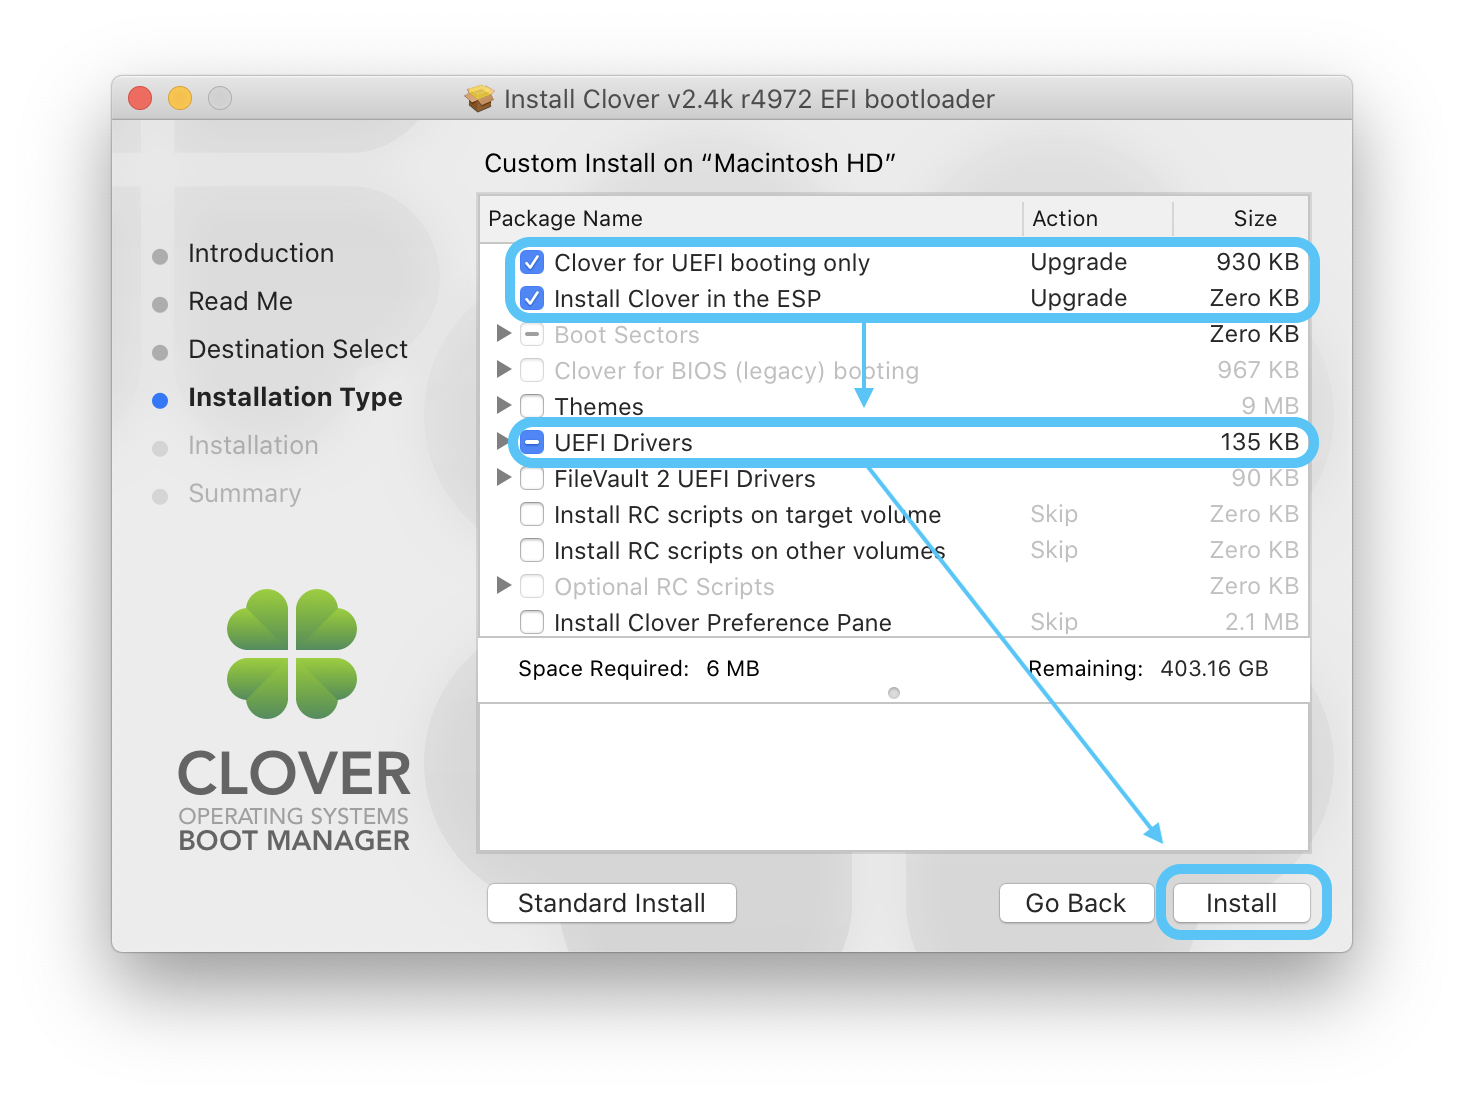 Install Clover v2.4k r4972 EFI bootloader
Custom Install on “Macintosh HD”
Introduction
Read Me
Destination Select
Installation Type
Installation
Summary
CLOVER
OPERATING SYSTEMS
BOOT MANAGER
Package Name Action Size
Clover for UEFI booting only Upgrade 930 KB
Install Clover in the ESP Upgrade Zero KB
Boot Sectors Zero KB
Clover for BIOS (legacy) booting 967 KB
Themes 9 MB
UEFI Drivers 135 KB
FileVault 2 UEFI Drivers 90 KB
Install RC scripts on target volume Skip Zero KB
Install RC scripts on other volumes Skip Zero KB
Optional RC Scripts Zero KB
Install Clover Preference Pane Skip 2.1 MB
Space Required: 6 MB Remaining: 403.16 GB
Standard Install Go Back Install